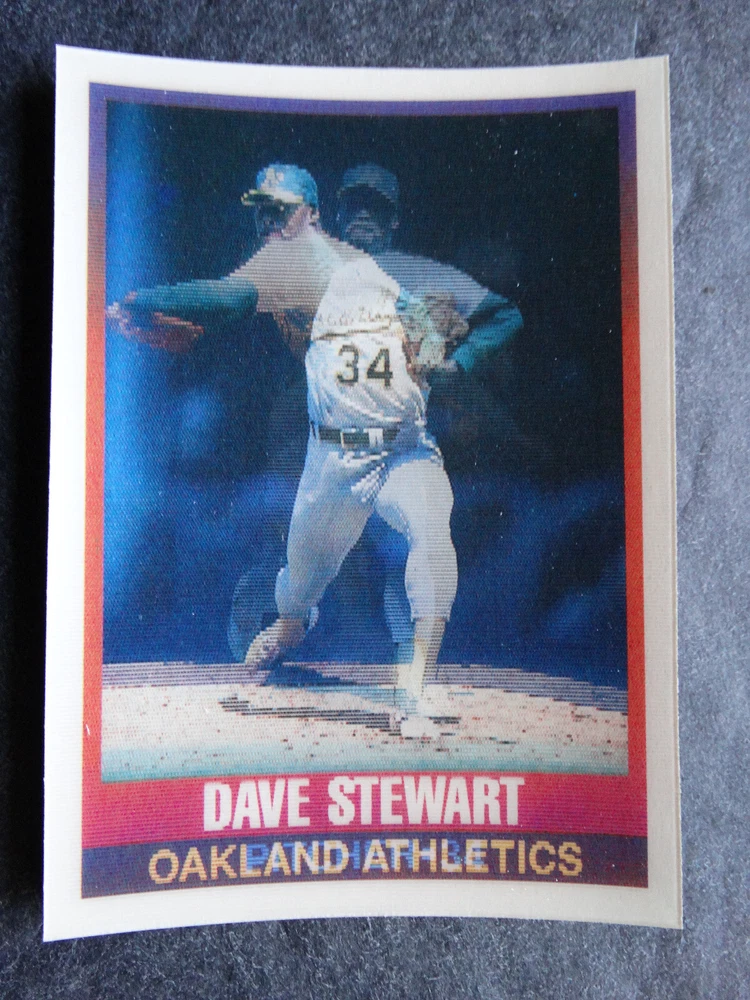 A's
34
DAVE STEWART
OAKLAND ATHLETICS